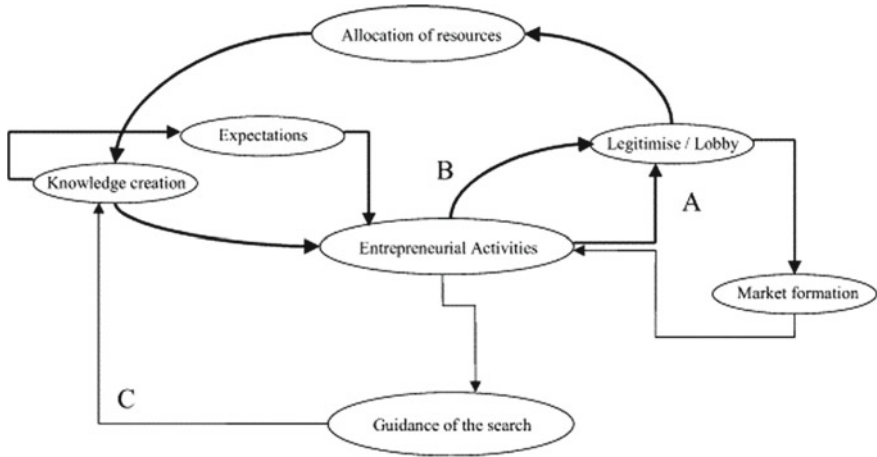 Allocation of resources
Expectations
Legitimise / Lobby
B
Knowledge creation
A
Entrepreneurial Activities
Market formation
C
Guidance of the search